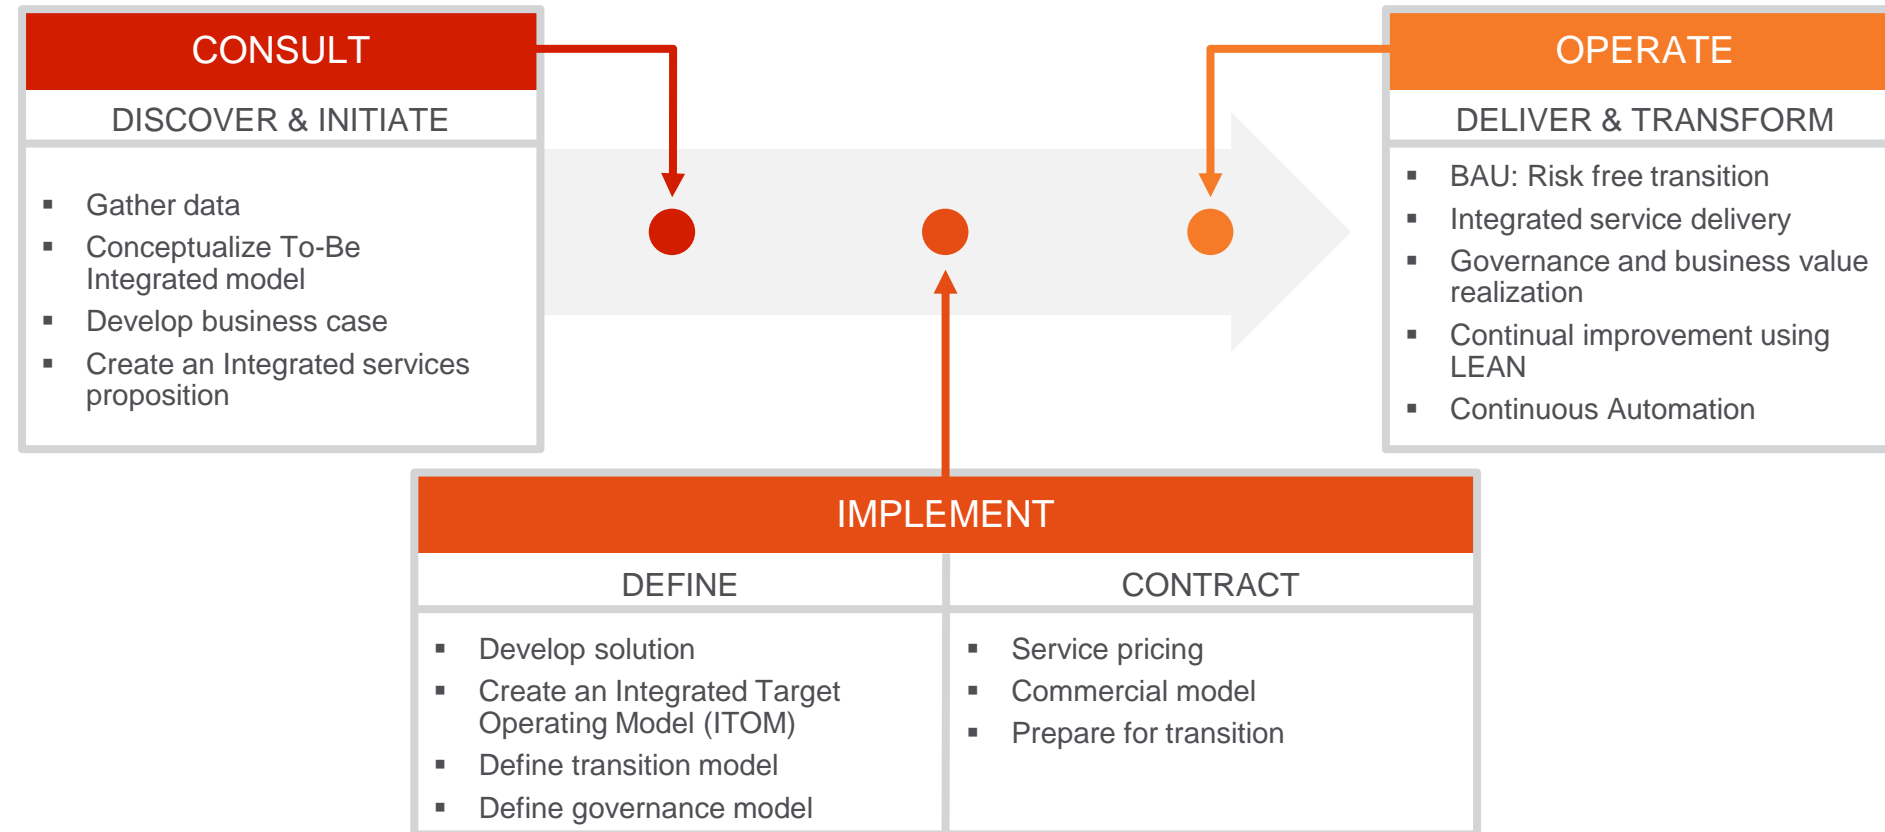 CONSULT
DISCOVER & INITIATE
▪ Gather data
▪ Conceptualize To-Be
Integrated model
▪ Develop business case
▪ Create an Integrated services
proposition
OPERATE
DELIVER & TRANSFORM
▪ BAU: Risk free transition
▪ Integrated service delivery
▪ Governance and business value
realization
▪ Continual improvement using
LEAN
▪ Continuous Automation
IMPLEMENT
DEFINE
▪ Develop solution
▪ Create an Integrated Target
Operating Model (ITOM)
▪ Define transition model
▪ Define governance model
CONTRACT
▪ Service pricing
▪ Commercial model
▪ Prepare for transition